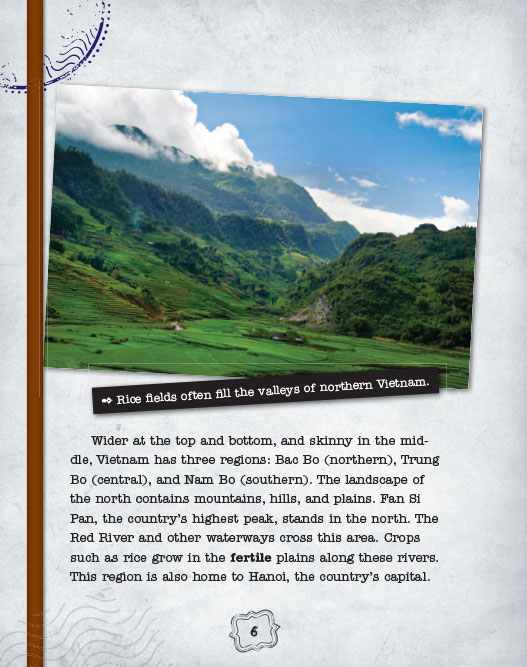 ➺ Rice fields often fill the valleys of northern Vietnam.
Wider at the top and bottom, and skinny in the mid-
dle, Vietnam has three regions: Bac Bo (northern), Trung
Bo (central), and Nam Bo (southern). The landscape of
the north contains mountains, hills, and plains. Fan Si
Pan, the country's highest peak, stands in the north. The
Red River and other waterways cross this area. Crops
such as rice grow in the fertile plains along these rivers.
This region is also home to Hanoi, the country's capital.
6